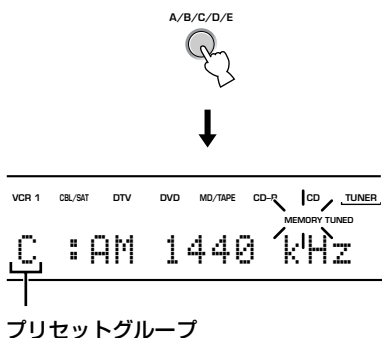 A/B/C/D/E
VCR 1 CBL/SAT DTV DVD MD/TAPE CD-R CD TUNER
MEMORY TUNED
C :AM 1440 kHz
プリセットグループ